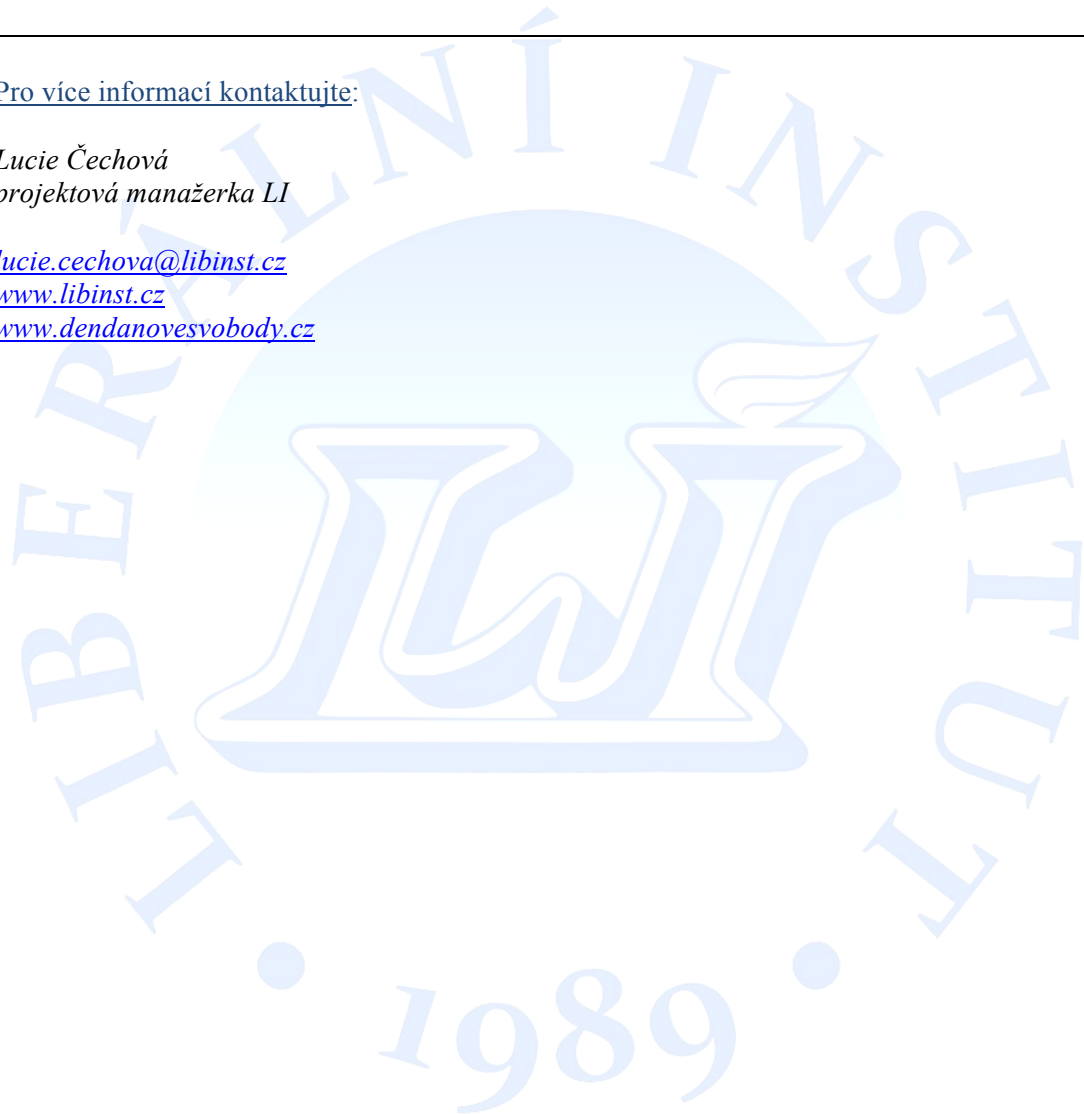 Pro více informací kontaktujte:
Lucie Čechová
projektová manažerka LI
lucie.cechova@libinst.cz
www.libinst.cz
www.dendanovesvobody.cz
LIBERÁLNÍ INSTITUT
LI
• 1989 •